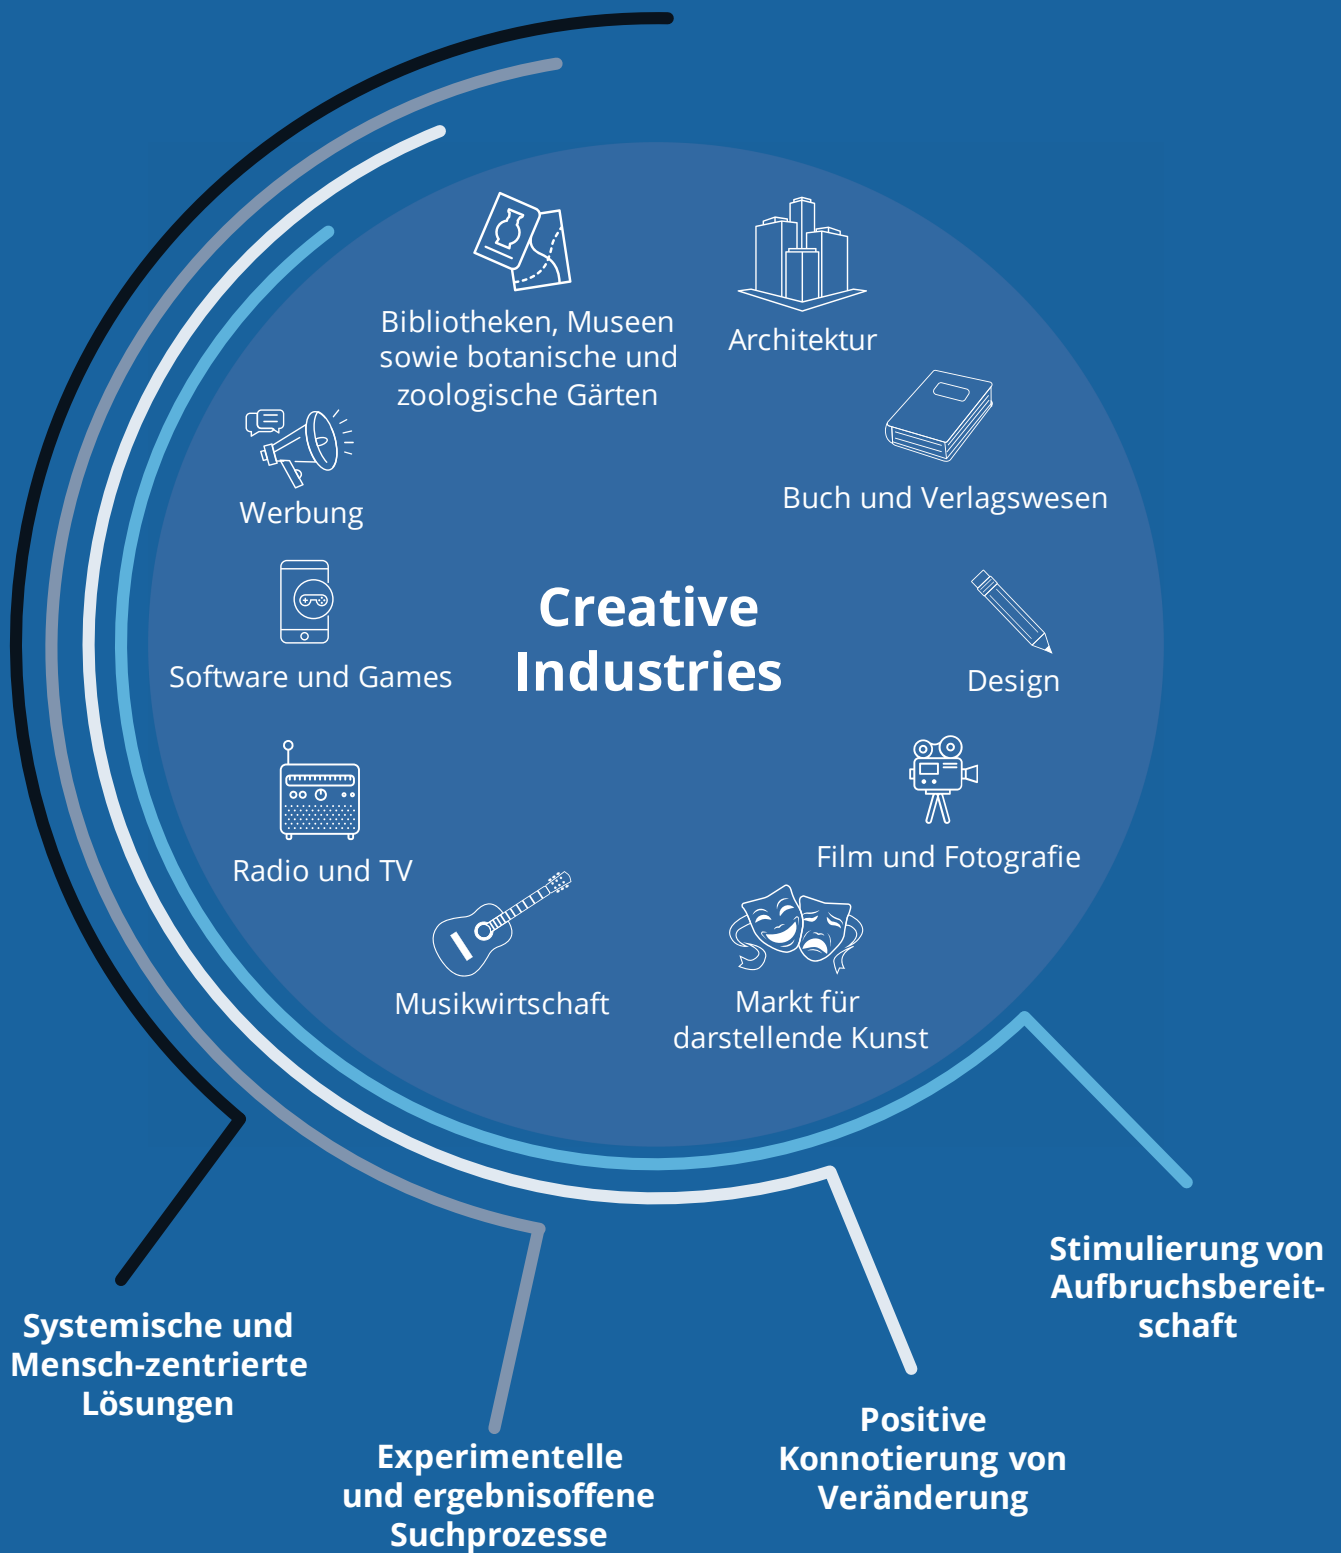 Bibliotheken, Museen
sowie botanische und
zoologische Gärten
Architektur
Buch und Verlagswesen
Werbung
Creative
Industries
Software und Games
Design
Film und Fotografie
Radio und TV
Musikwirtschaft
Markt für
darstellende Kunst
Stimulierung von
Aufbruchsbereit-
schaft
Systemische und
Mensch-zentrierte
Lösungen
Positive
Konnotierung von
Veränderung
Experimentelle
und ergebnisoffene
Suchprozesse